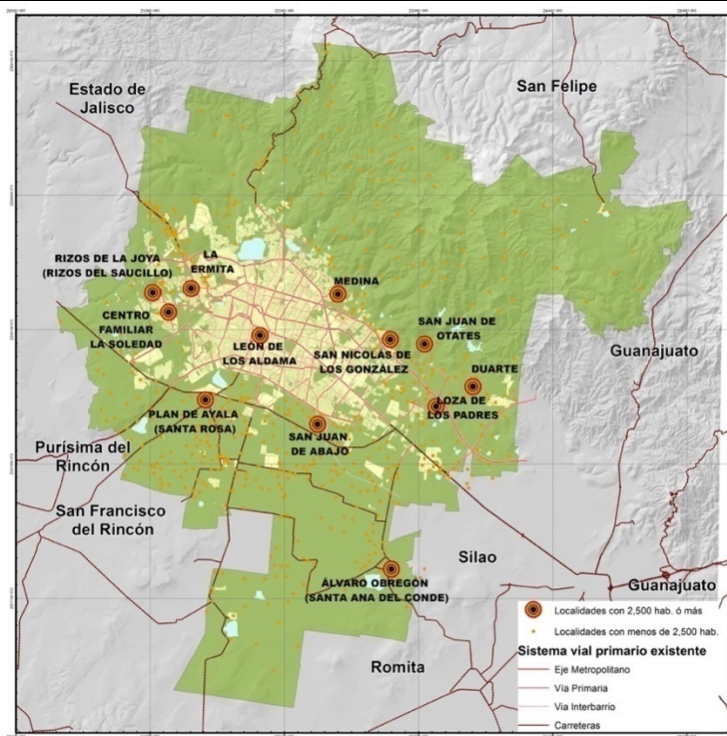 Estado de
Jalisco
San Felipe
RIZOS DE LA JOYA
(RIZOS DEL SAUCILLO)
LA
ERMITA
MEDINA
CENTRO
FAMILIAR
LA SOLEDAD
LEÓN DE
LOS ALDAMA
SAN NICOLÁS DE
LOS GONZÁLEZ
SAN JUAN DE
OTATES
Guanajuato
DUARTE
LOZA DE
LOS PADRES
PLAN DE AYALA
(SANTA ROSA)
SAN JUAN
DE ABAJO
Purísima del
Rincón
San Francisco
del Rincón
Silao
Guanajuato
ÁLVARO OBREGÓN
(SANTA ANA DEL CONDE)
Romita
Localidades con 2,500 hab. ó más
Localidades con menos de 2,500 hab.
Sistema vial primario existente
Eje Metropolitano
Vía Primaria
Via Interbarrio
Carreteras